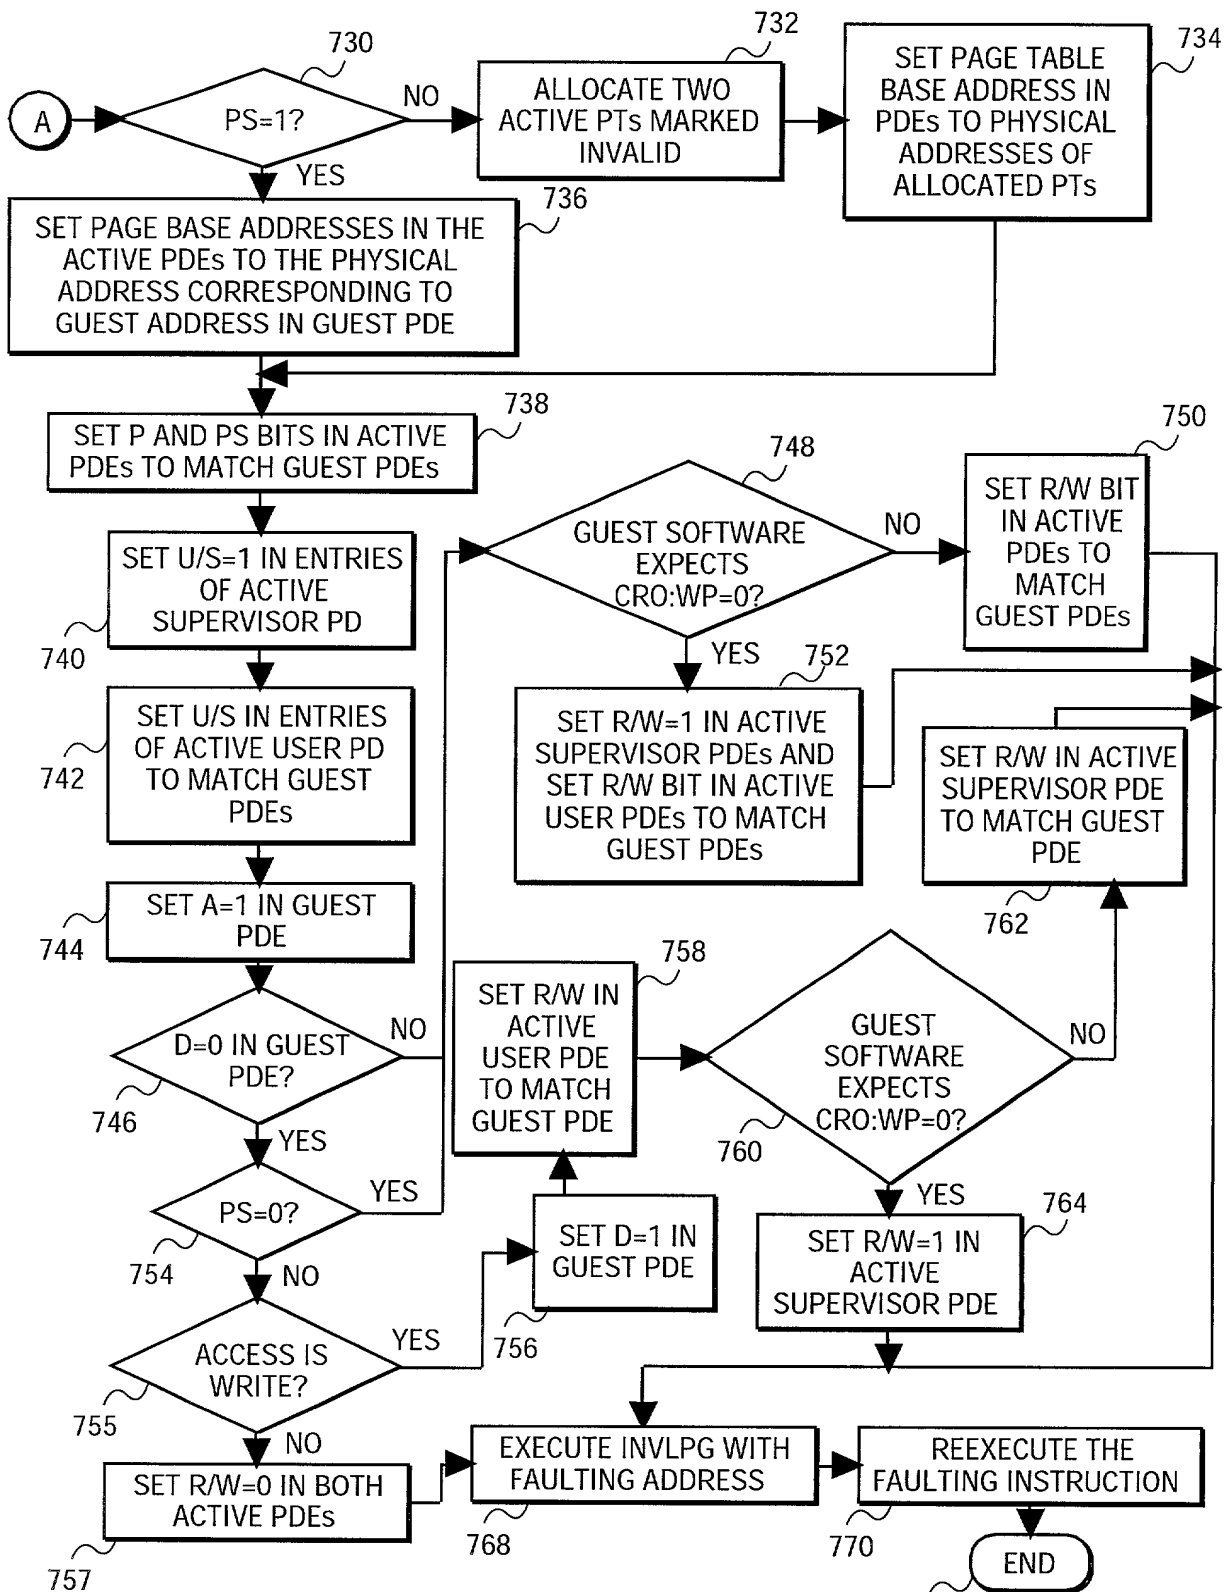 730
732
734
A
PS=1?
NO
YES
ALLOCATE TWO
ACTIVE PTs MARKED
INVALID
SET PAGE TABLE
BASE ADDRESS IN
PDEs TO PHYSICAL
ADDRESSES OF
ALLOCATED PTs
736
SET PAGE BASE ADDRESSES IN THE
ACTIVE PDEs TO THE PHYSICAL
ADDRESS CORRESPONDING TO
GUEST ADDRESS IN GUEST PDE
738
SET P AND PS BITS IN ACTIVE
PDEs TO MATCH GUEST PDEs
SET U/S=1 IN ENTRIES
OF ACTIVE
SUPERVISOR PD
740
SET U/S IN ENTRIES
OF ACTIVE USER PD
TO MATCH GUEST
PDEs
742
SET A=1 IN GUEST
PDE
744
D=0 IN GUEST
PDE?
NO
746
YES
PS=0?
YES
754
NO
ACCESS IS
WRITE?
YES
755
NO
SET R/W=0 IN BOTH
ACTIVE PDEs
757
748
GUEST SOFTWARE
EXPECTS
CRO:WP=0?
NO
YES
750
SET R/W BIT
IN ACTIVE
PDEs TO
MATCH
GUEST PDEs
752
SET R/W=1 IN ACTIVE
SUPERVISOR PDEs AND
SET R/W BIT IN ACTIVE
USER PDEs TO MATCH
GUEST PDEs
SET R/W IN ACTIVE
SUPERVISOR PDE
TO MATCH GUEST
PDE
762
758
SET R/W IN
ACTIVE
USER PDE
TO MATCH
GUEST PDE
SET D=1 IN
GUEST PDE
756
GUEST
SOFTWARE
EXPECTS
CRO:WP=0?
NO
760
YES
764
SET R/W=1 IN
ACTIVE
SUPERVISOR PDE
EXECUTE INVLPG WITH
FAULTING ADDRESS
768
REEXECUTE THE
FAULTING INSTRUCTION
770
END